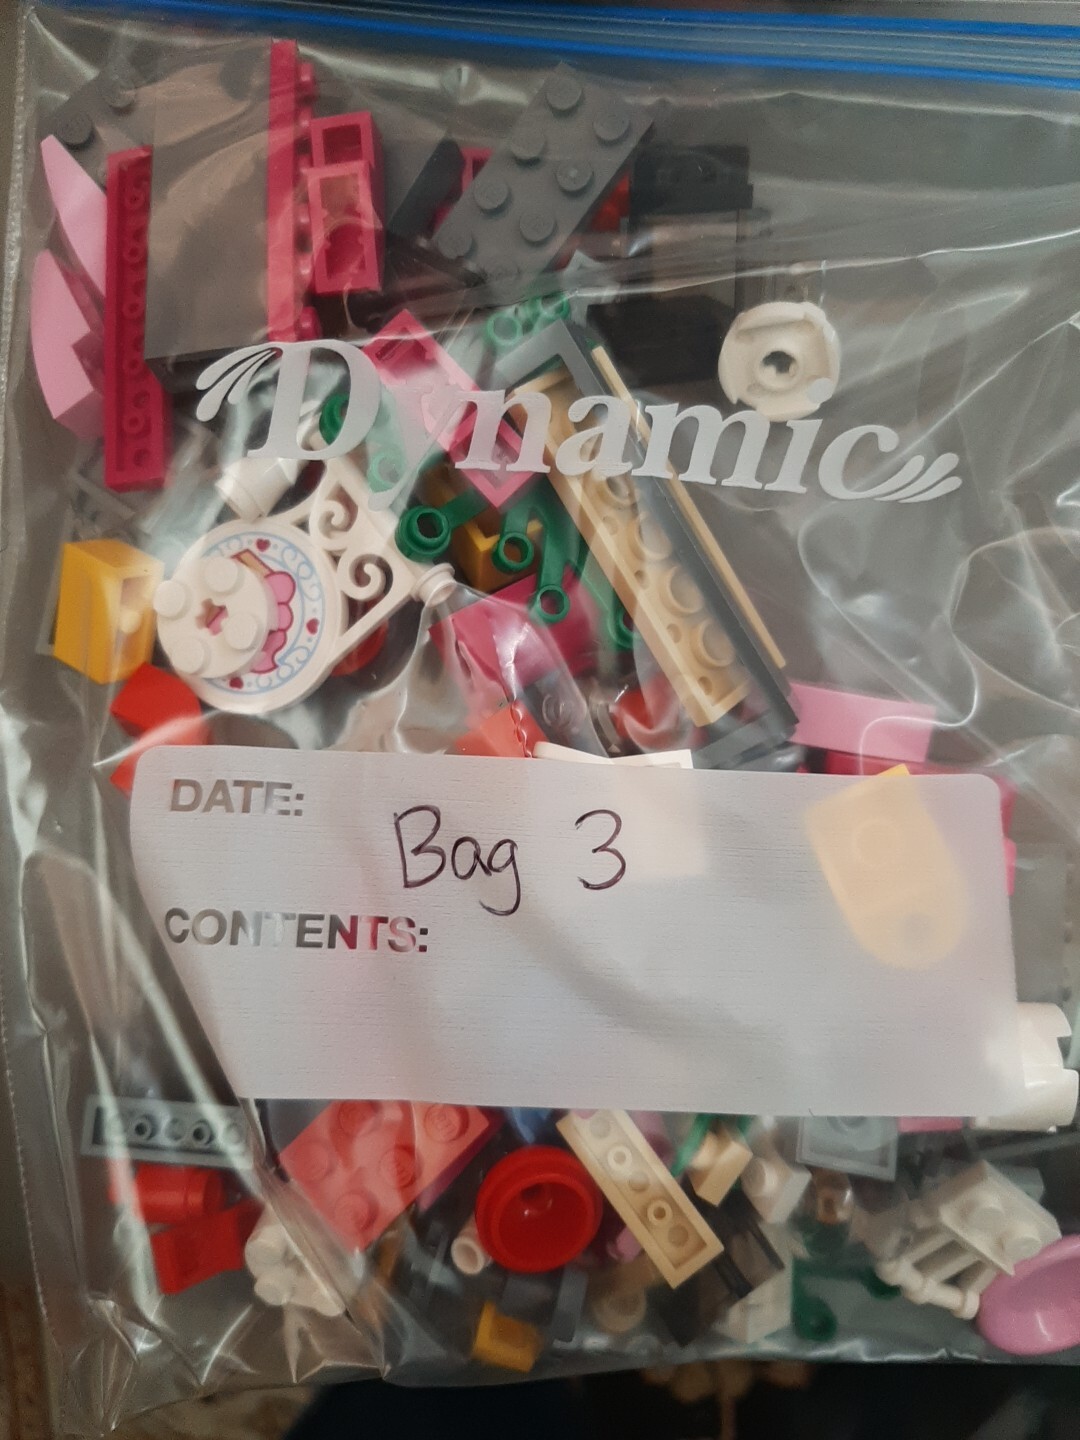 Dynamic
DATE:
Bag 3
CONTENTS: